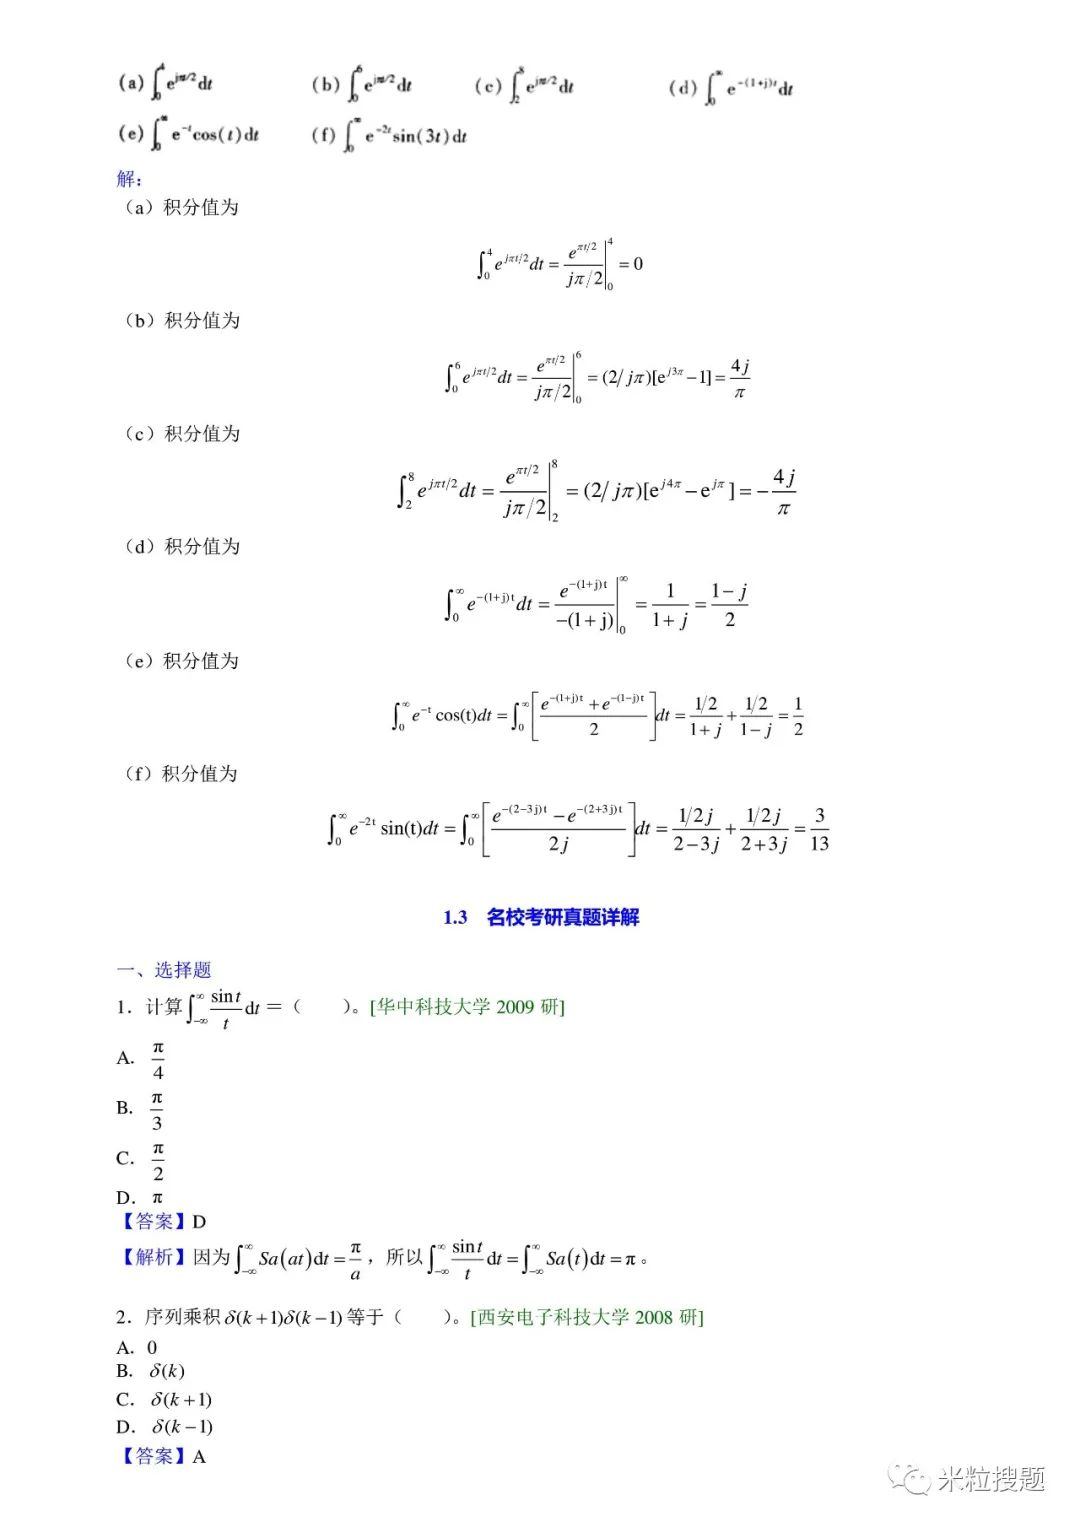 (a) ∫₀⁴ e^{jπt/2}dt (b) ∫₀⁶ e^{jπt/2}dt (c) ∫₂⁸ e^{jπt/2}dt (d) ∫₀^∞ e^{-(1+j)t}dt
(e) ∫₀^∞ e^{-t}cos(t)dt (f) ∫₀^∞ e^{-2t}sin(3t)dt
解：
（a）积分值为
∫₀⁴ e^{jπt/2}dt = e^{πt/2}/(jπ/2) |₀⁴ = 0
（b）积分值为
∫₀⁶ e^{jπt/2}dt = e^{πt/2}/(jπ/2) |₀⁶ = (2/jπ)[e^{j3π} − 1] = 4j/π
（c）积分值为
∫₂⁸ e^{jπt/2}dt = e^{πt/2}/(jπ/2) |₂⁸ = (2/jπ)[e^{j4π} − e^{jπ}] = −4j/π
（d）积分值为
∫₀^∞ e^{-(1+j)t}dt = e^{-(1+j)t}/(-(1+j)) |₀^∞ = 1/(1+j) = (1−j)/2
（e）积分值为
∫₀^∞ e^{-t}cos(t)dt = ∫₀^∞ [(e^{-(1+j)t} + e^{-(1-j)t})/2]dt = (1/2)/(1+j) + (1/2)/(1−j) = 1/2
（f）积分值为
∫₀^∞ e^{-2t}sin(t)dt = ∫₀^∞ [(e^{-(2-3j)t} − e^{-(2+3j)t})/2j]dt = (1/2j)/(2−3j) + (1/2j)/(2+3j) = 3/13
1.3 名校考研真题详解
一、选择题
1．计算∫_{-∞}^{∞} (sin t/t)dt＝（ ）。[华中科技大学 2009 研]
A． π/4
B． π/3
C． π/2
D． π
【答案】D
【解析】因为∫_{-∞}^{∞} Sa(at)dt = π/a，所以∫_{-∞}^{∞} (sin t/t)dt = ∫_{-∞}^{∞} Sa(t)dt = π。
2．序列乘积δ(k+1)δ(k−1)等于（ ）。[西安电子科技大学 2008 研]
A．0
B．δ(k)
C．δ(k+1)
D．δ(k−1)
【答案】A
米粒搜题